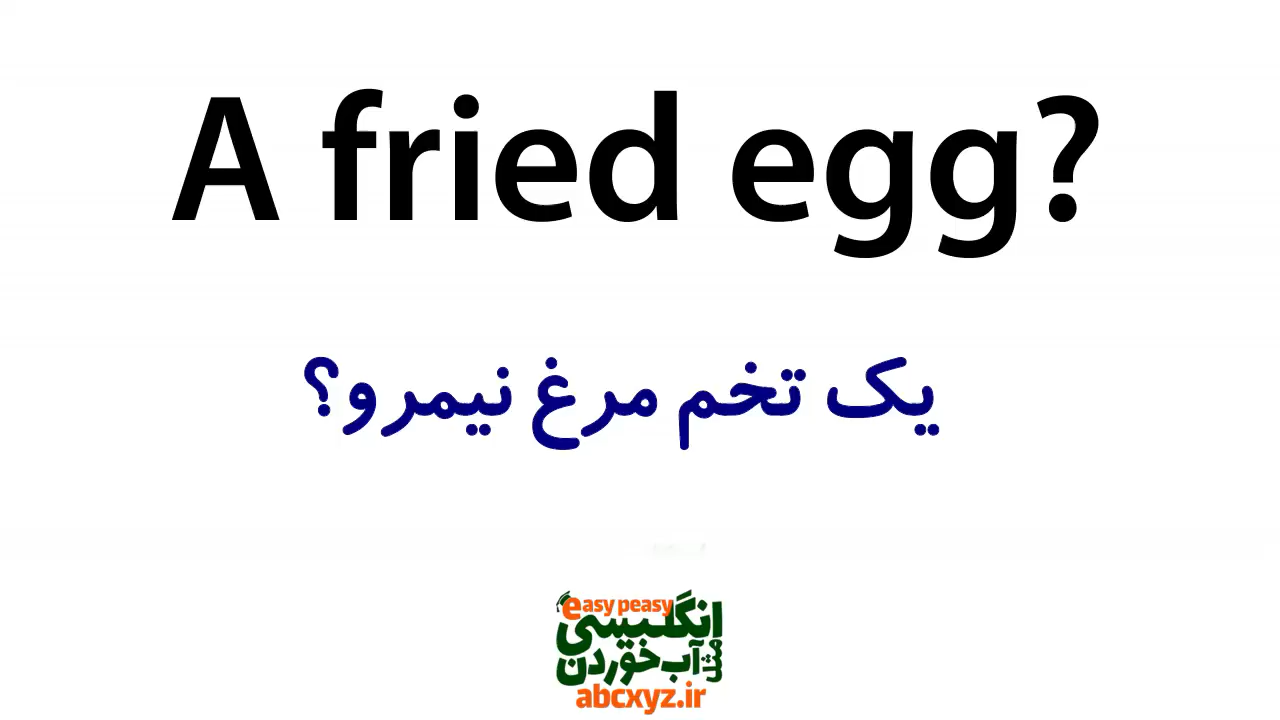 A fried egg?
یک تخم مرغ نیمرو؟
easy peasy
انگلیسی
مثل آب خوردن
abcxyz.ir